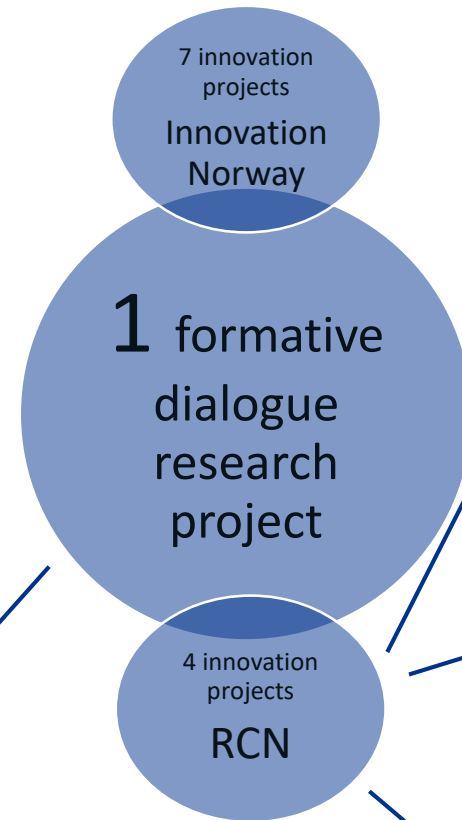 7 innovation
projects
Innovation
Norway
1 formative
dialogue
research
project
4 innovation
projects
RCN